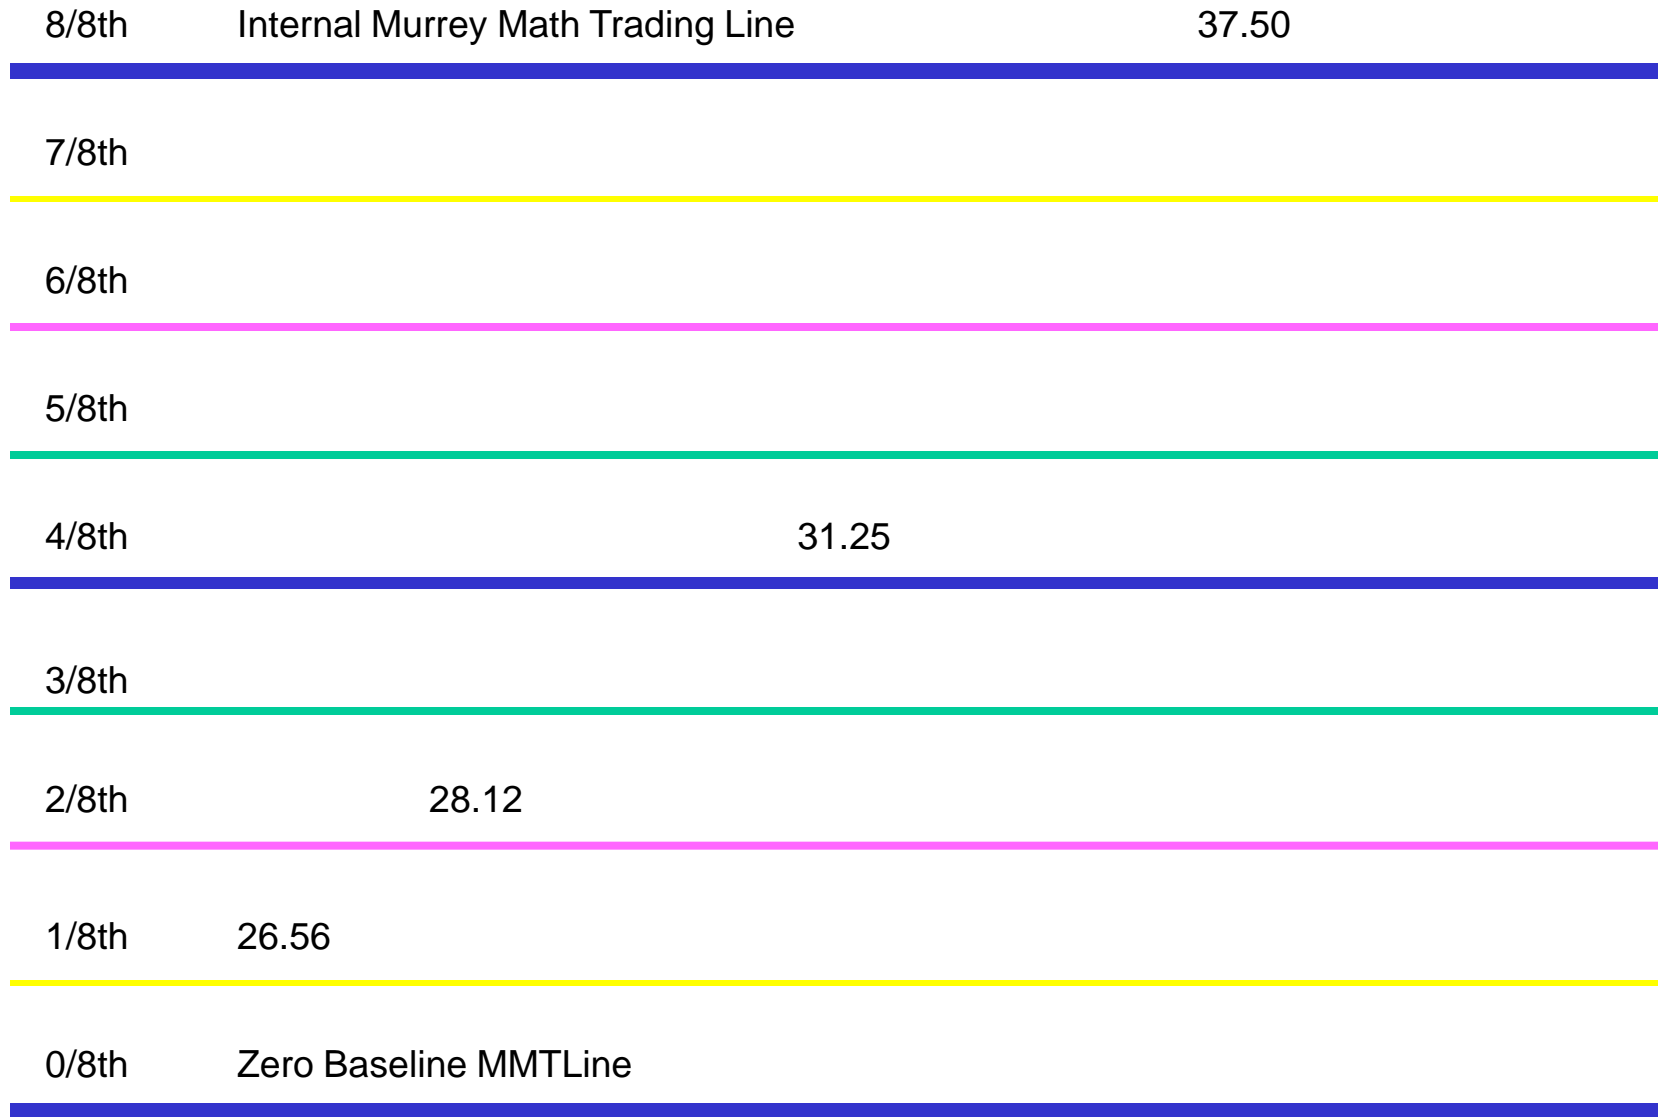 8/8th Internal Murrey Math Trading Line 37.50
7/8th
6/8th
5/8th
4/8th 31.25
3/8th
2/8th 28.12
1/8th 26.56
0/8th Zero Baseline MMTLine